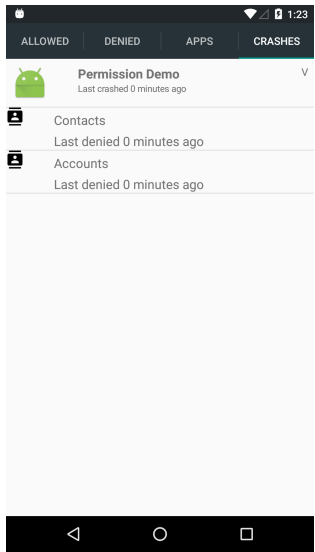 1:23
ALLOWED DENIED APPS CRASHES
Permission Demo V
Last crashed 0 minutes ago
Contacts
Last denied 0 minutes ago
Accounts
Last denied 0 minutes ago